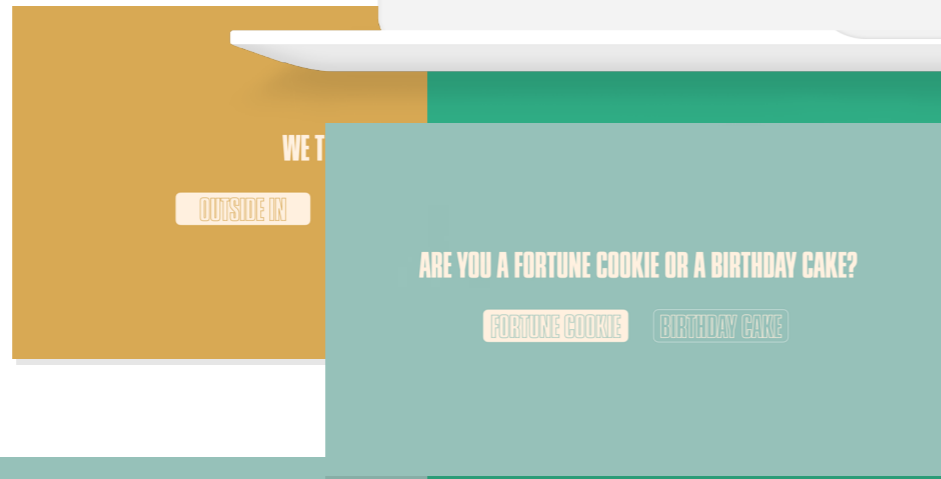 WE T
OUTSIDE IN
ARE YOU A FORTUNE COOKIE OR A BIRTHDAY CAKE?
FORTUNE COOKIE
BIRTHDAY CAKE